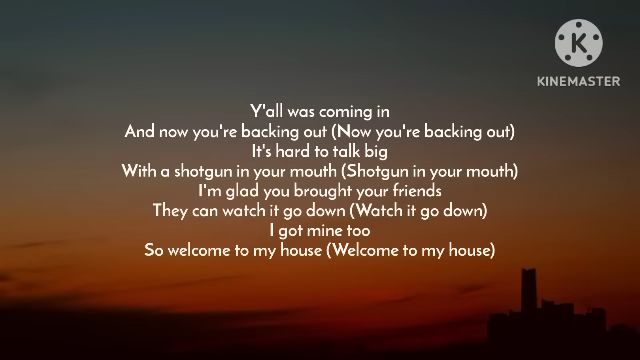 K
KINEMASTER
Y'all was coming in
And now you're backing out (Now you're backing out)
It's hard to talk big
With a shotgun in your mouth (Shotgun in your mouth)
I'm glad you brought your friends
They can watch it go down (Watch it go down)
I got mine too
So welcome to my house (Welcome to my house)